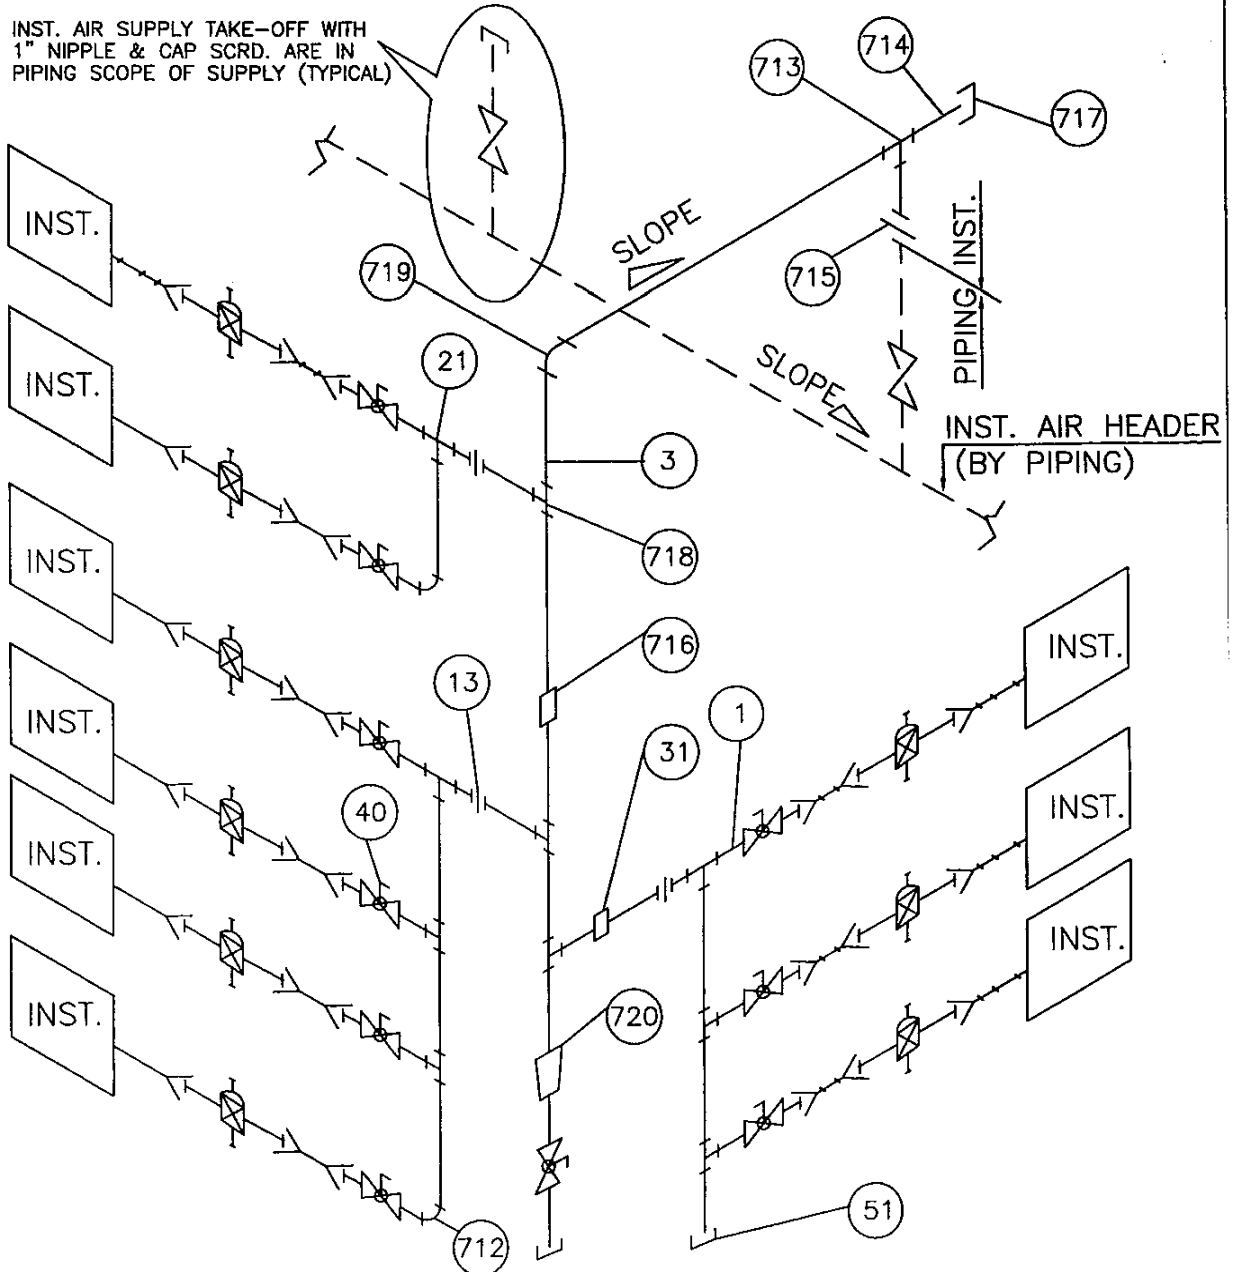 INST. AIR SUPPLY TAKE-OFF WITH
1" NIPPLE & CAP SCRD. ARE IN
PIPING SCOPE OF SUPPLY (TYPICAL)
714
713
717
INST.
SLOPE
PIPING INST.
719
715
21
SLOPE
INST.
INST. AIR HEADER
(BY PIPING)
3
718
INST.
716
INST.
13
1
INST.
31
40
INST.
INST.
INST.
INST.
720
51
712